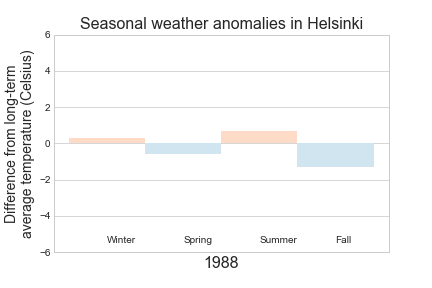 Seasonal weather anomalies in Helsinki
Difference from long-term
average temperature (Celsius)
6
4
2
0
−2
−4
−6
Winter Spring Summer Fall
1988